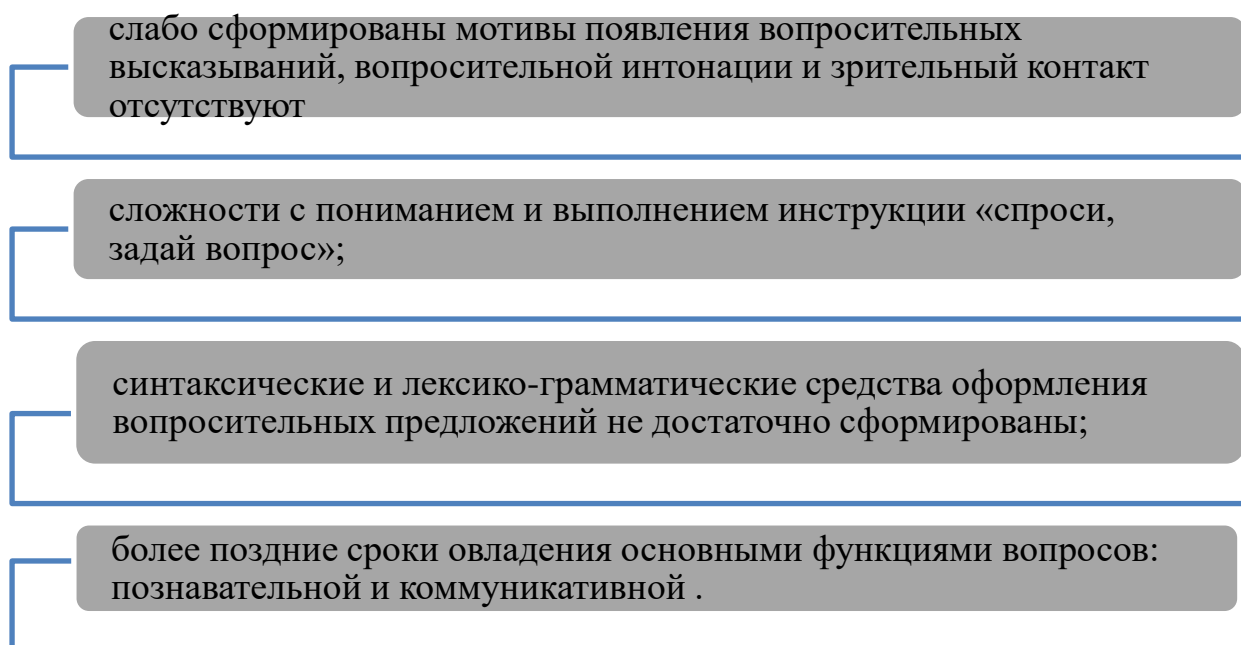 слабо сформированы мотивы появления вопросительных
высказываний, вопросительной интонации и зрительный контакт
отсутствуют
сложности с пониманием и выполнением инструкции «спроси,
задай вопрос»;
синтаксические и лексико-грамматические средства оформления
вопросительных предложений не достаточно сформированы;
более поздние сроки овладения основными функциями вопросов:
познавательной и коммуникативной .